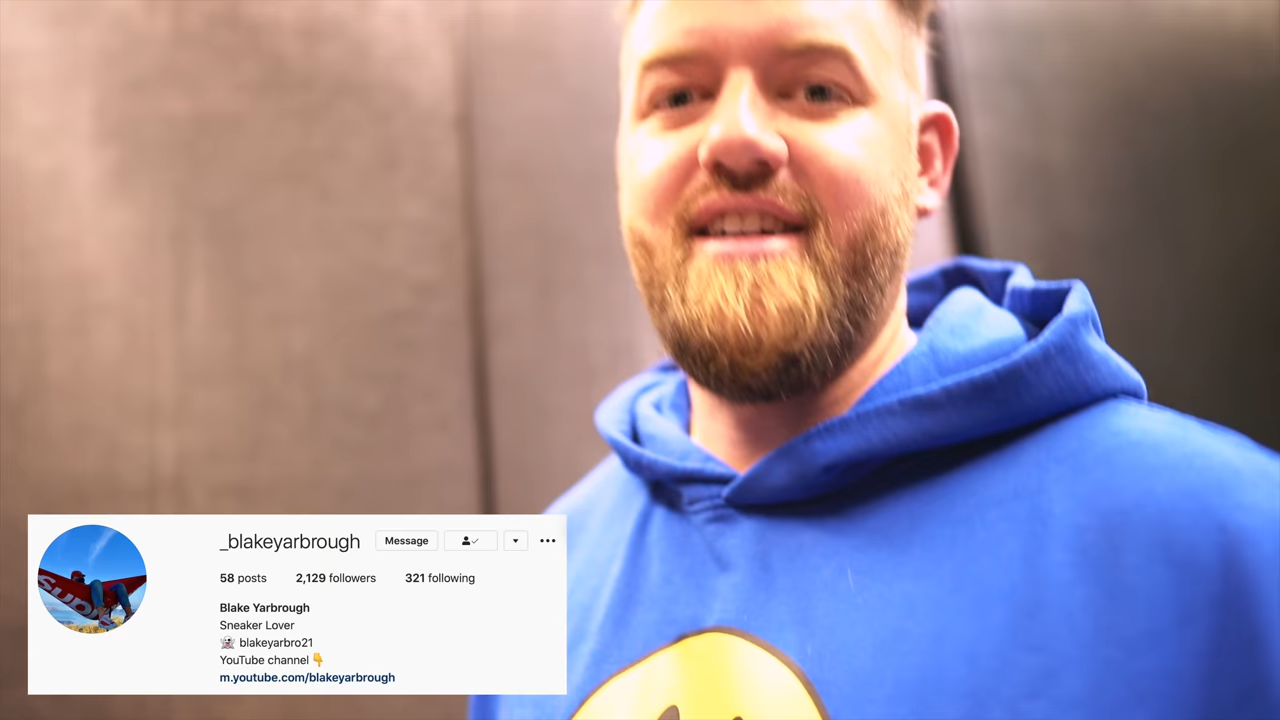 _blakeyarbrough Message
58 posts 2,129 followers 321 following
Blake Yarbrough
Sneaker Lover
👻 blakeyarbro21
YouTube channel 👇
m.youtube.com/blakeyarbrough